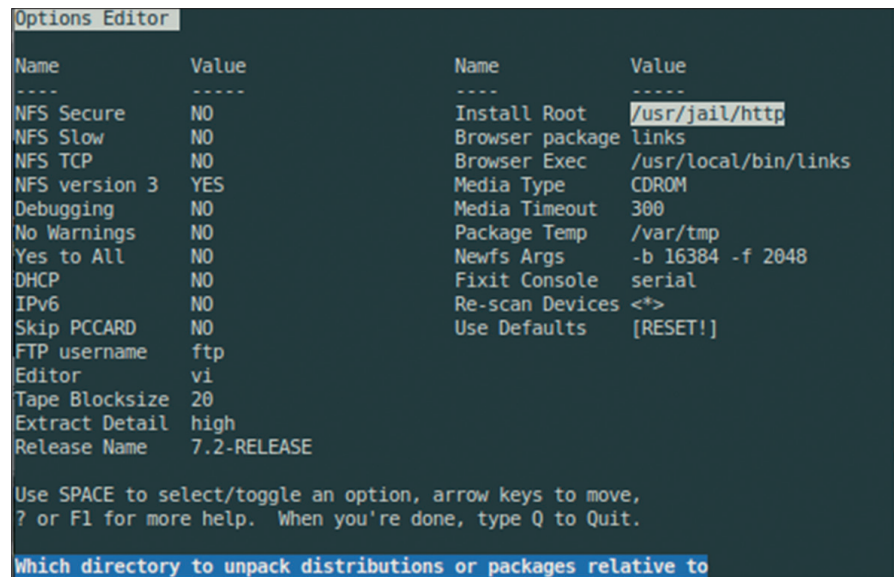 Options Editor
Name Value Name Value
---- ----- ---- -----
NFS Secure NO Install Root /usr/jail/http
NFS Slow NO Browser package links
NFS TCP NO Browser Exec /usr/local/bin/links
NFS version 3 YES Media Type CDROM
Debugging NO Media Timeout 300
No Warnings NO Package Temp /var/tmp
Yes to All NO Newfs Args -b 16384 -f 2048
DHCP NO Fixit Console serial
IPv6 NO Re-scan Devices <*>
Skip PCCARD NO Use Defaults [RESET!]
FTP username ftp
Editor vi
Tape Blocksize 20
Extract Detail high
Release Name 7.2-RELEASE
Use SPACE to select/toggle an option, arrow keys to move,
? or F1 for more help. When you're done, type Q to Quit.
Which directory to unpack distributions or packages relative to